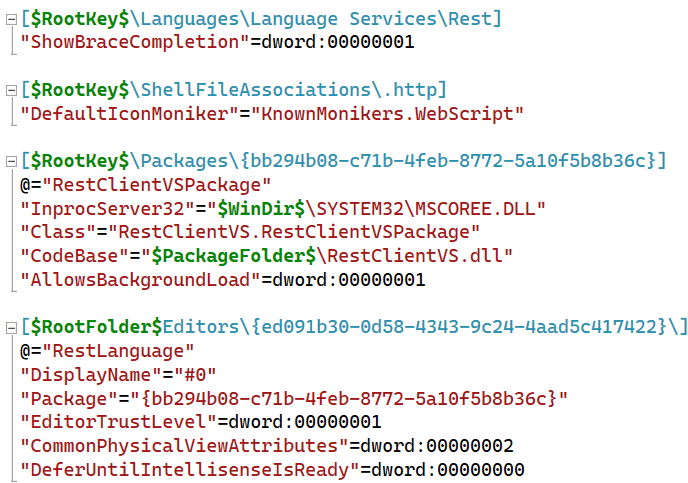 [$RootKey$\Languages\Language Services\Rest]
"ShowBraceCompletion"=dword:00000001
[$RootKey$\ShellFileAssociations\.http]
"DefaultIconMoniker"="KnownMonikers.WebScript"
[$RootKey$\Packages\{bb294b08-c71b-4feb-8772-5a10f5b8b36c}]
@="RestClientVSPackage"
"InprocServer32"="$WinDir$\SYSTEM32\MSCOREE.DLL"
"Class"="RestClientVS.RestClientVSPackage"
"CodeBase"="$PackageFolder$\RestClientVS.dll"
"AllowsBackgroundLoad"=dword:00000001
[$RootFolder$Editors\{ed091b30-0d58-4343-9c24-4aad5c417422}\]
@="RestLanguage"
"DisplayName"="#0"
"Package"="{bb294b08-c71b-4feb-8772-5a10f5b8b36c}"
"EditorTrustLevel"=dword:00000001
"CommonPhysicalViewAttributes"=dword:00000002
"DeferUntilIntellisenseIsReady"=dword:00000000